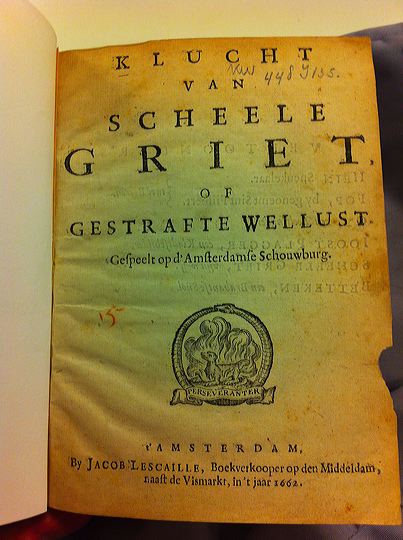 KLUCHT
VAN
SCHEELE
GRIET,
OF
GESTRAFTE WELLUST.
Gespeelt op d'Amsterdamse Schouwburg.
15
PERSEVERANTER
t'AMSTERDAM,
By JACOB LESCAILLE, Boekverkooper op den Middeldam,
naast de Vismarkt, in't jaar 1662.